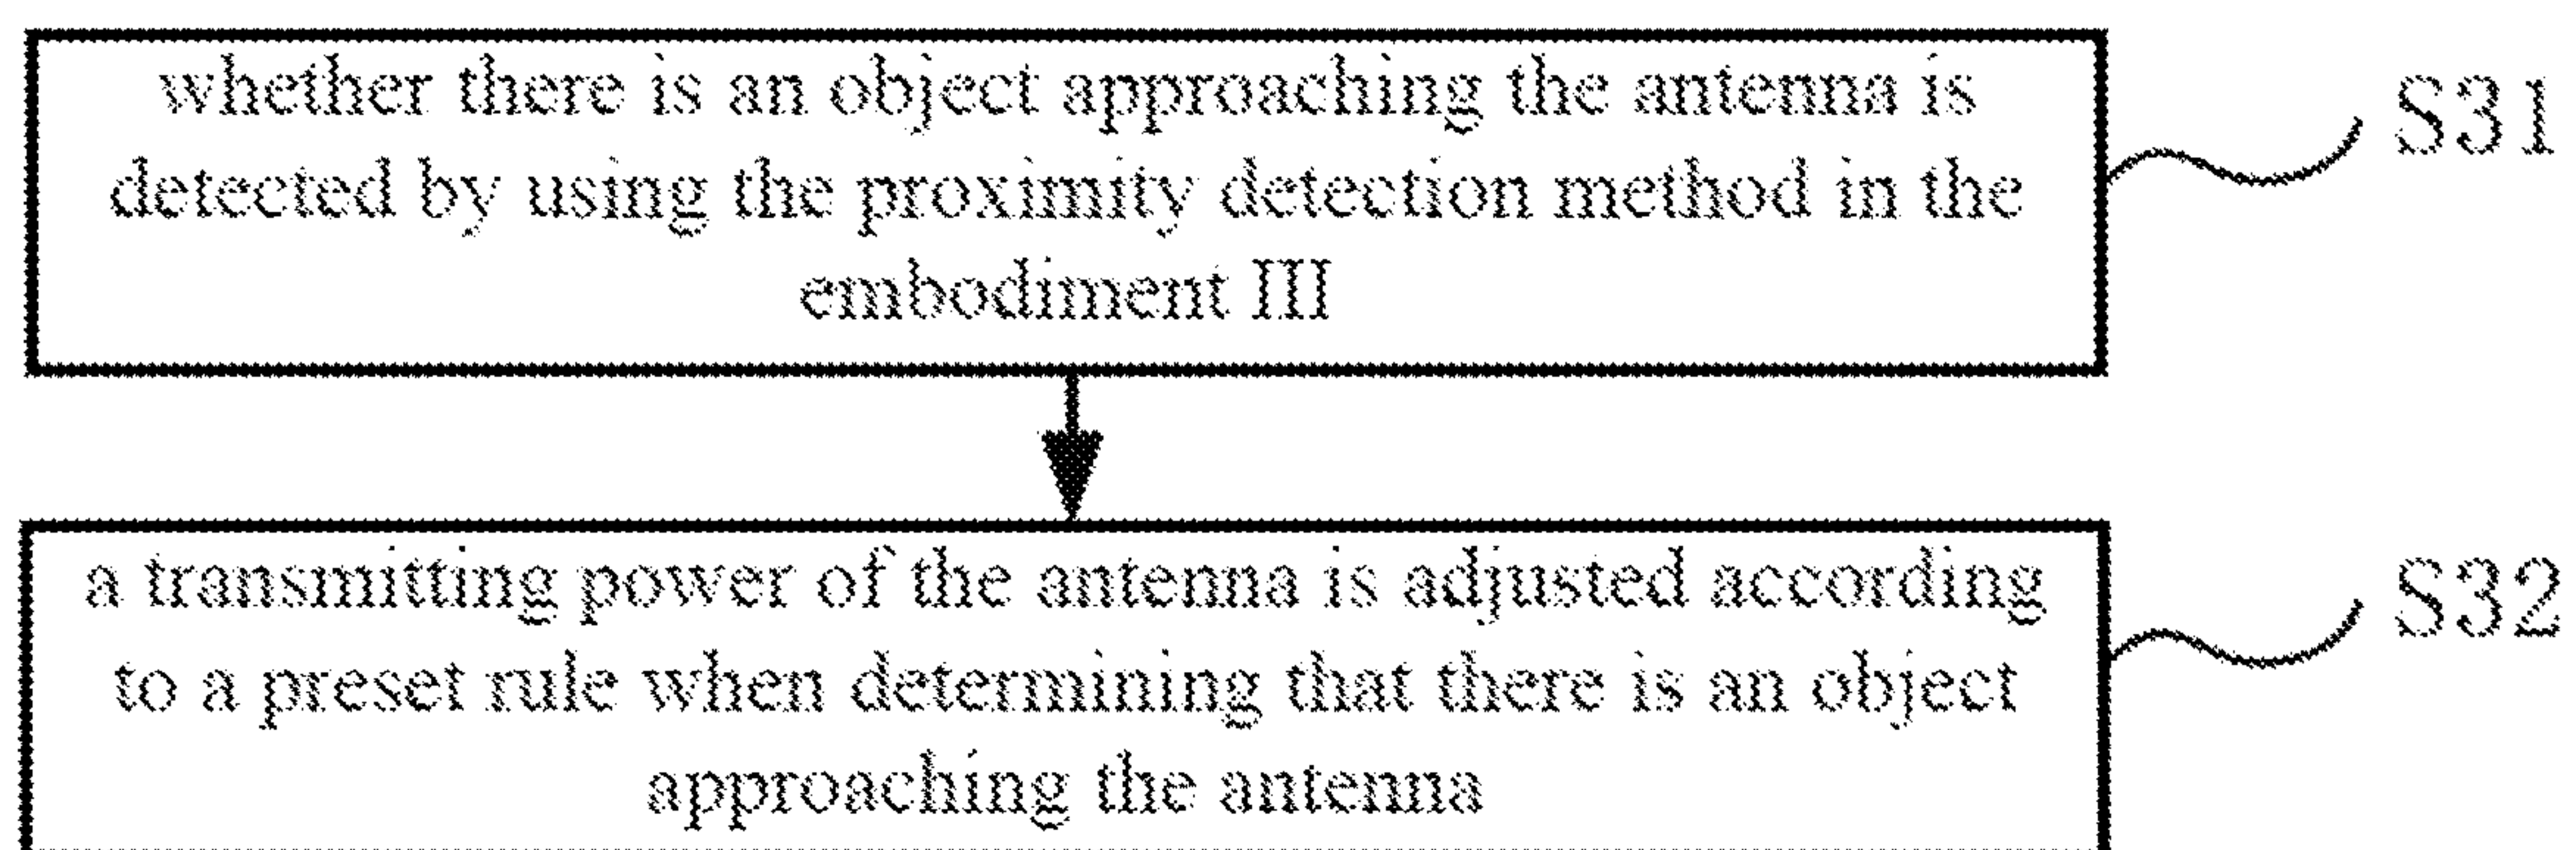 whether there is an object approaching the antenna is
detected by using the proximity detection method in the
embodiment III
S31
a transmitting power of the antenna is adjusted according
to a preset rule when determining that there is an object
approaching the antenna
S32